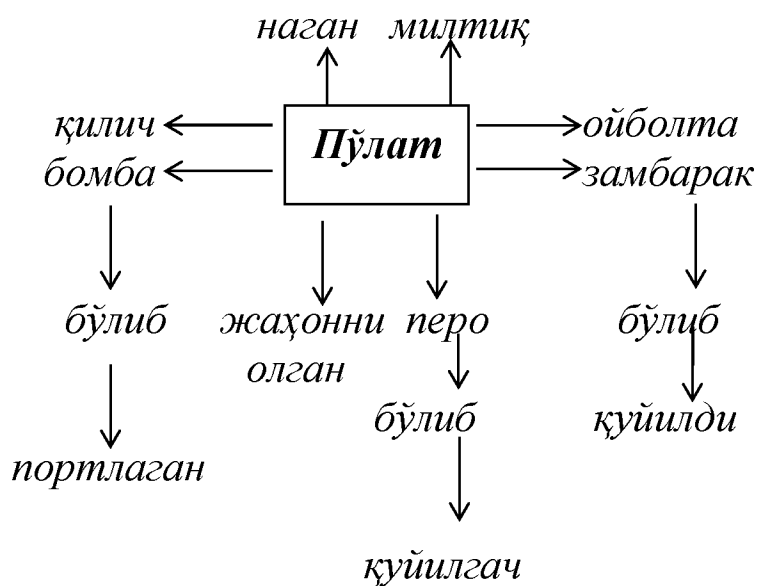 наган милтиқ
қилич Пўлат ойболта
бомба замбарак
бўлиб жаҳонни перо бўлиб
олган
бўлиб қуйилди
портлаган
қуйилгач